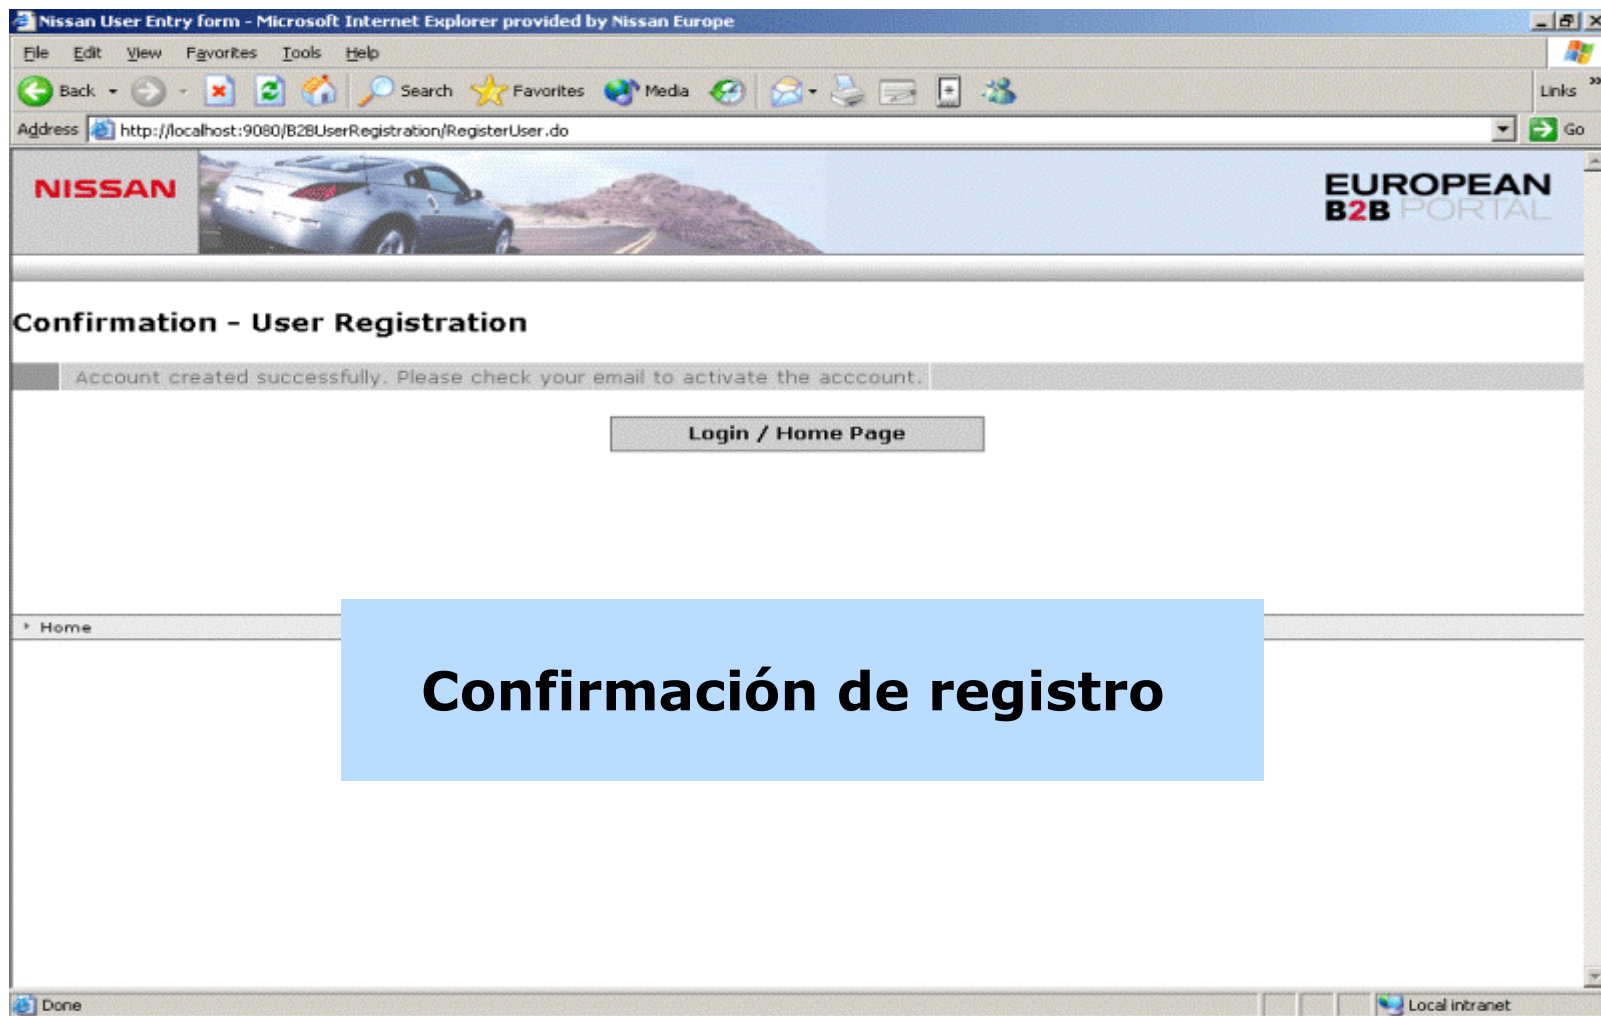 Nissan User Entry form - Microsoft Internet Explorer provided by Nissan Europe
File Edit View Favorites Tools Help
Back Search Favorites Media Links »
Address http://localhost:9080/B2BUserRegistration/RegisterUser.do Go
NISSAN
EUROPEAN
B2B PORTAL
Confirmation - User Registration
Account created successfully. Please check your email to activate the acccount.
Login / Home Page
Home
Confirmación de registro
Done Local intranet